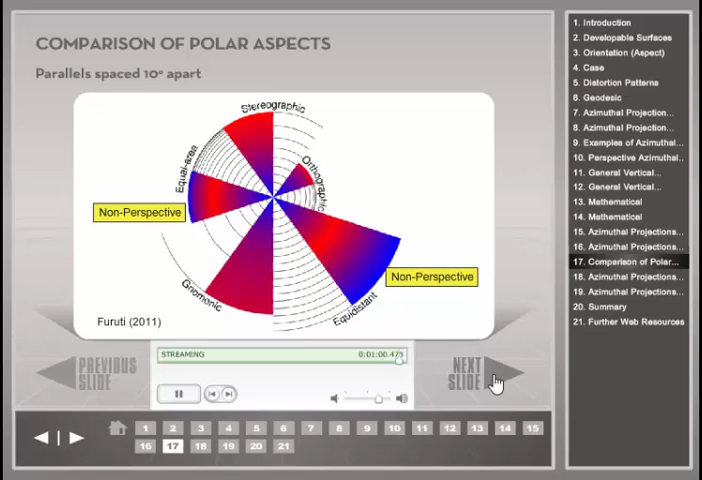 COMPARISON OF POLAR ASPECTS
Parallels spaced 10° apart
Stereographic
Orthographic
Equal-area
Non-Perspective
Non-Perspective
Gnomonic
Equidistant
Furuti (2011)
STREAMING
PREVIOUS
SLIDE
NEXT
SLIDE
1 2 3 4 5 6 7 8 9 10 11 12 13 14 15
16 17 18 19 20 21
1. Introduction
2. Developable Surfaces
3. Orientation (Aspect)
4. Case
5. Distortion Patterns
6. Geodesic
7. Azimuthal Projection...
8. Azimuthal Projection...
9. Examples of Azimuthal...
10. Perspective Azimuthal..
11. General Vertical...
12. General Vertical...
13. Mathematical
14. Mathematical
15. Azimuthal Projections...
16. Azimuthal Projections...
17. Comparison of Polar...
18. Azimuthal Projections...
19. Azimuthal Projections...
20. Summary
21. Further Web Resources